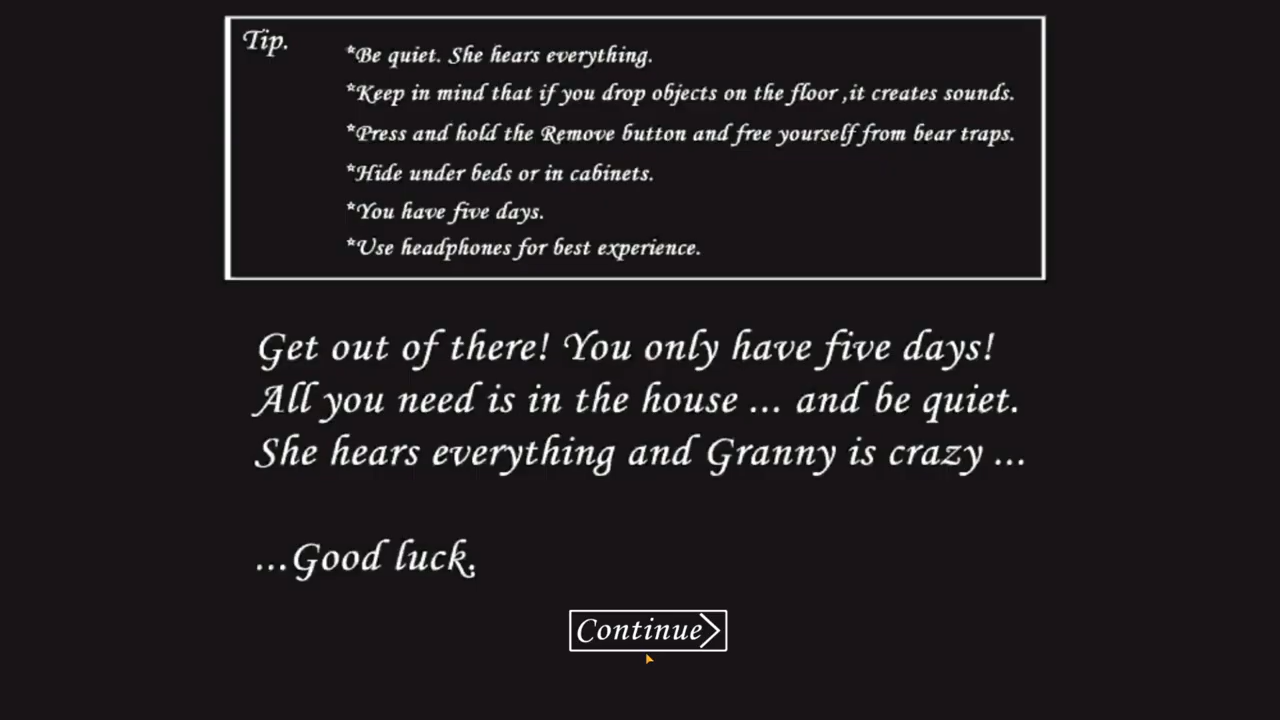 Tip.
*Be quiet. She hears everything.
*Keep in mind that if you drop objects on the floor ,it creates sounds.
*Press and hold the Remove button and free yourself from bear traps.
*Hide under beds or in cabinets.
*You have five days.
*Use headphones for best experience.
Get out of there! You only have five days!
All you need is in the house ... and be quiet.
She hears everything and Granny is crazy ...
...Good luck.
Continue